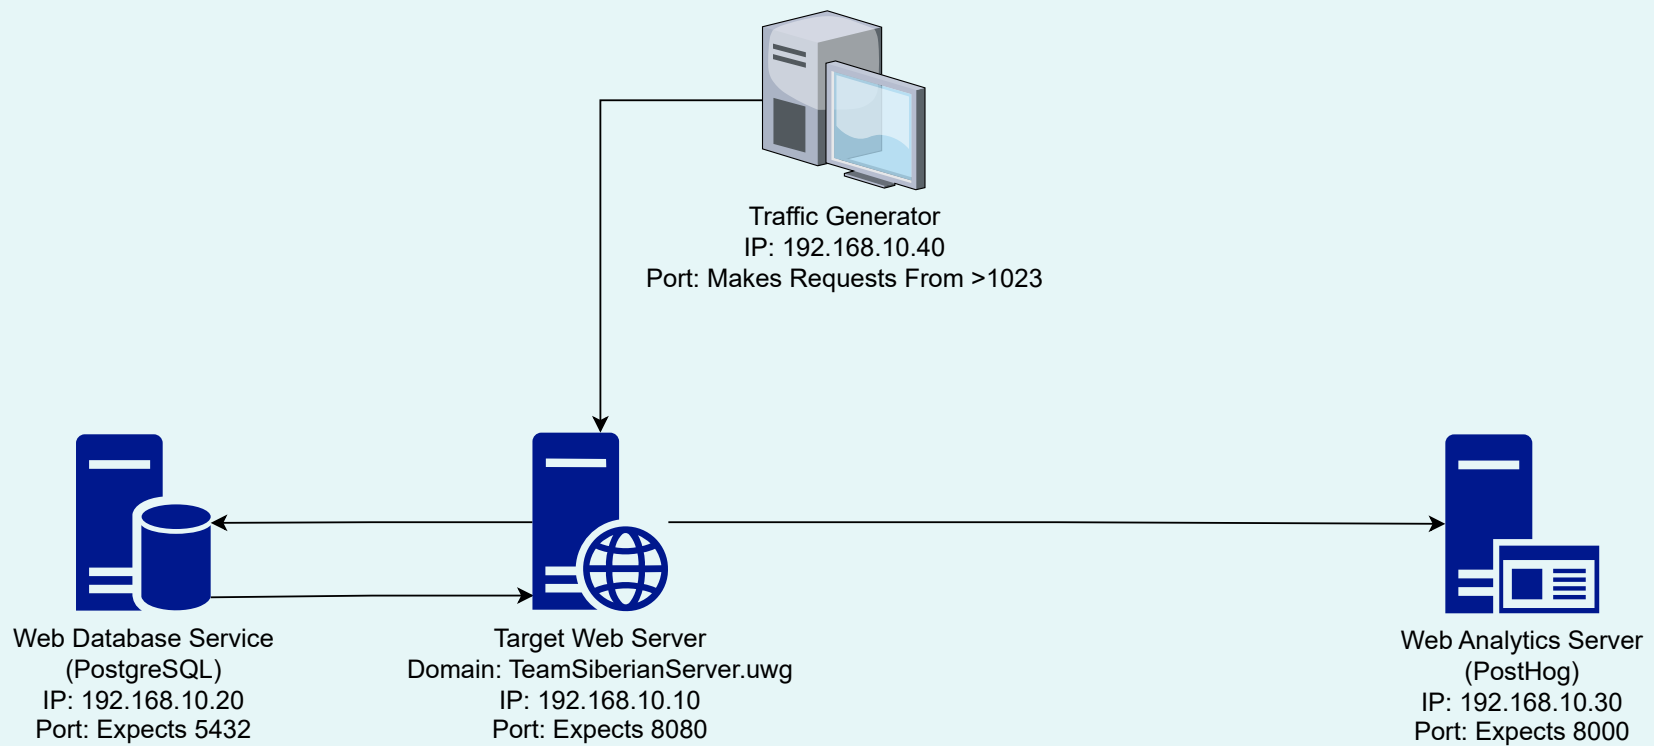 Traffic Generator
IP: 192.168.10.40
Port: Makes Requests From >1023
Web Database Service
(PostgreSQL)
IP: 192.168.10.20
Port: Expects 5432
Target Web Server
Domain: TeamSiberianServer.uwg
IP: 192.168.10.10
Port: Expects 8080
Web Analytics Server
(PostHog)
IP: 192.168.10.30
Port: Expects 8000